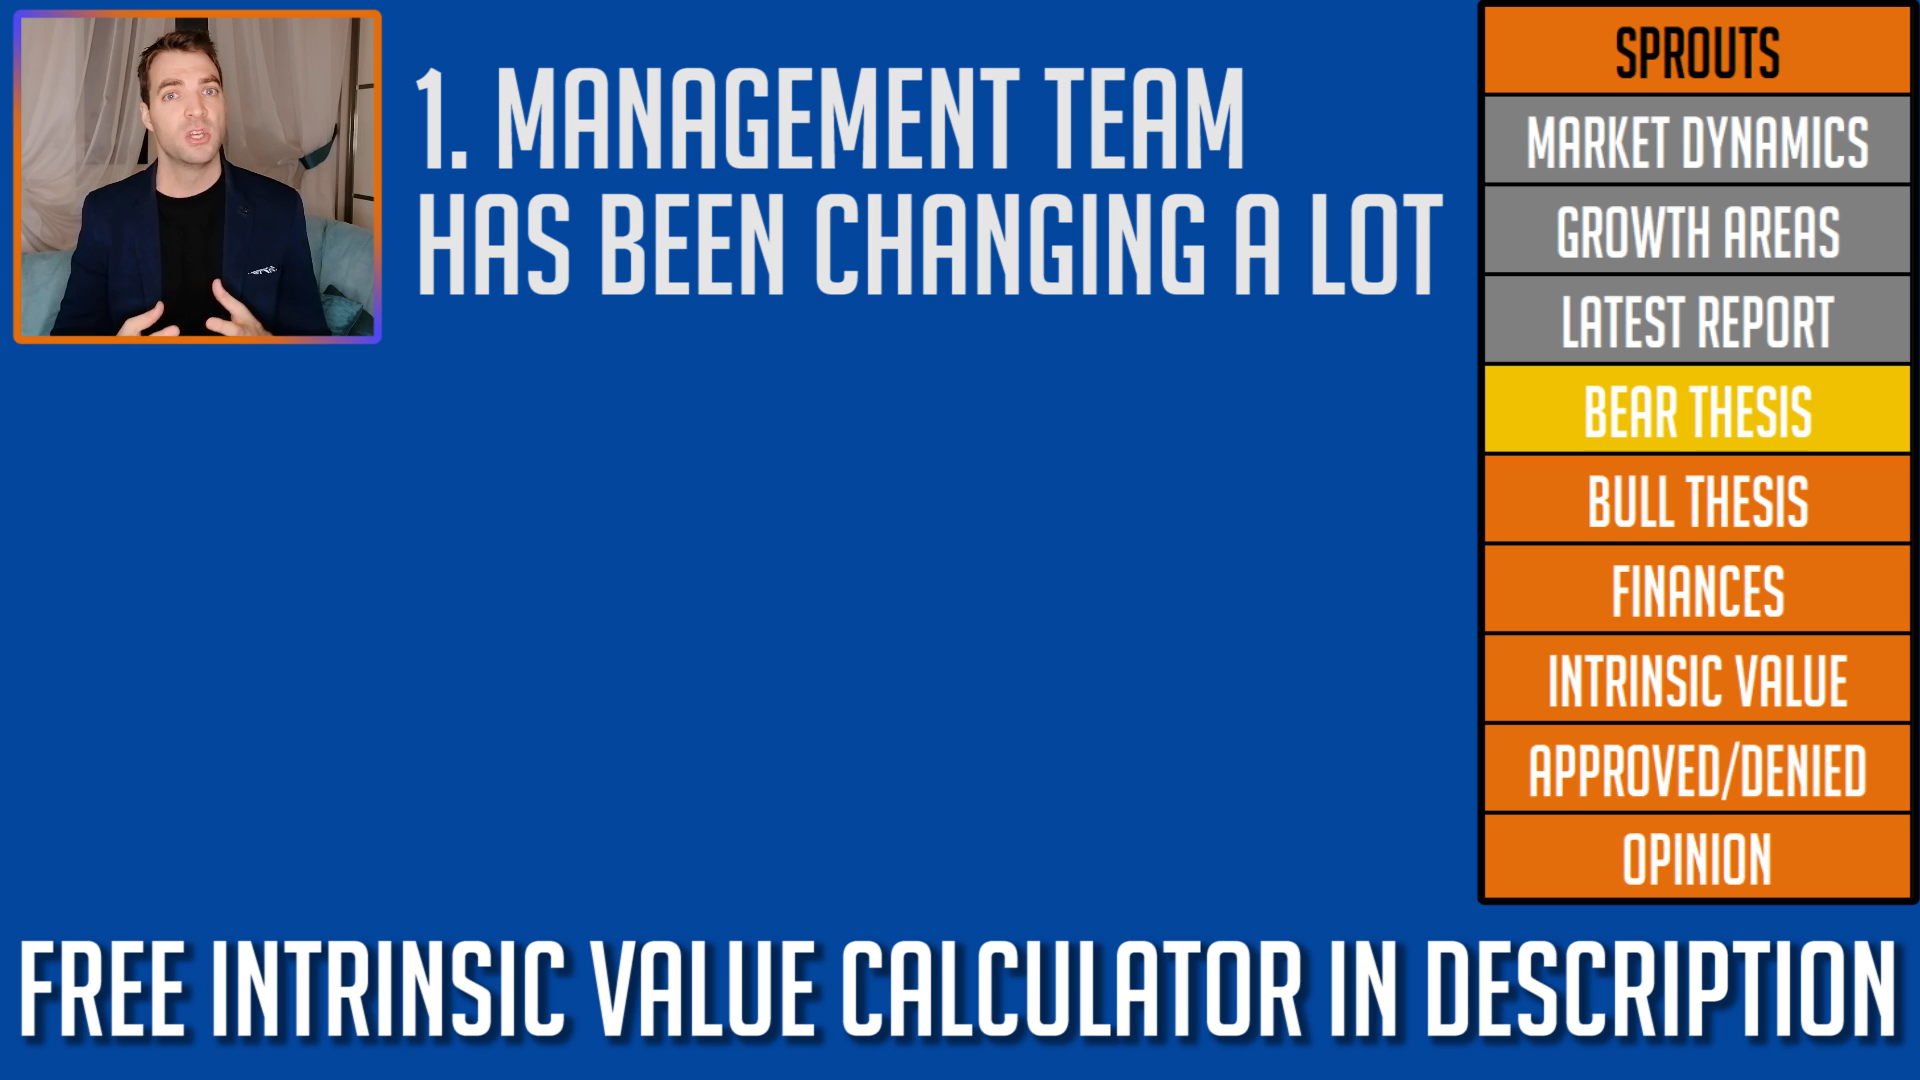 1. MANAGEMENT TEAM
HAS BEEN CHANGING A LOT
SPROUTS
MARKET DYNAMICS
GROWTH AREAS
LATEST REPORT
BEAR THESIS
BULL THESIS
FINANCES
INTRINSIC VALUE
APPROVED/DENIED
OPINION
FREE INTRINSIC VALUE CALCULATOR IN DESCRIPTION